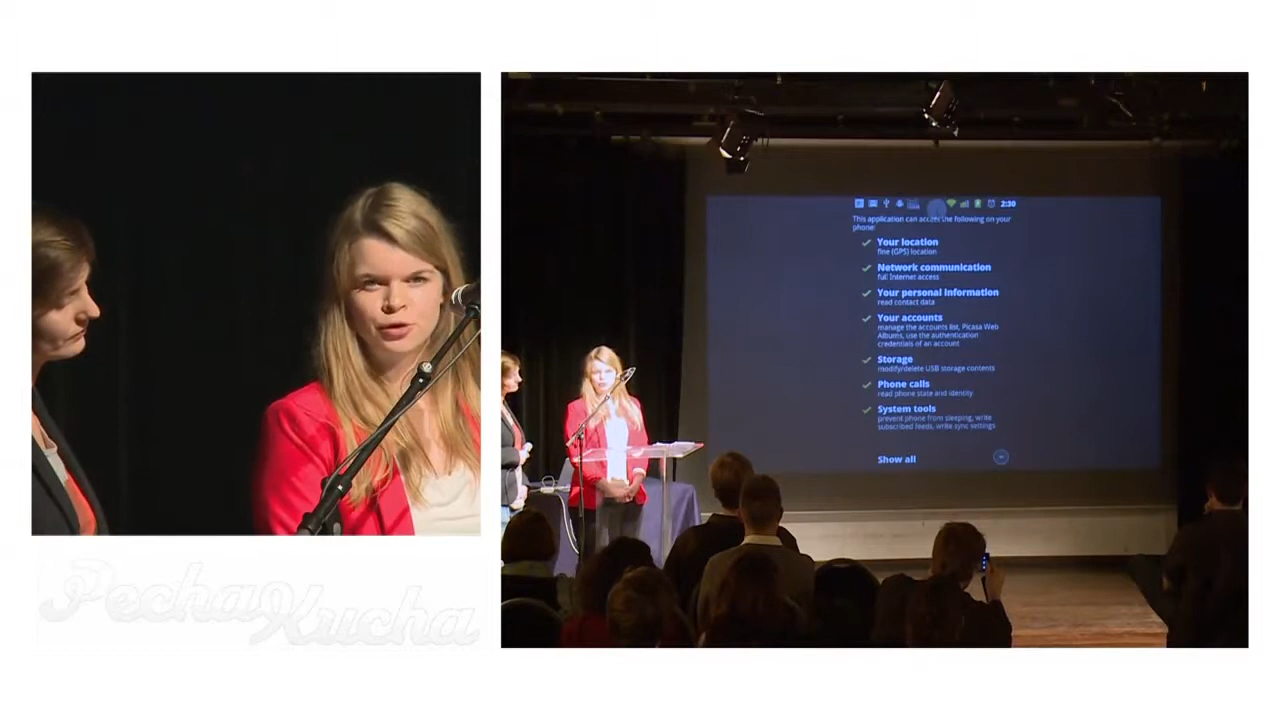 2:30
This application can access the following on your
phone:
Your location
fine (GPS) location
Network communication
full Internet access
Your personal information
read contact data
Your accounts
manage the accounts list, Picasa Web
Albums, use the authentication
credentials of an account
Storage
modify/delete USB storage contents
Phone calls
read phone state and identity
System tools
prevent phone from sleeping, write
subscribed feeds, write sync settings
Show all
Pecha
Kucha